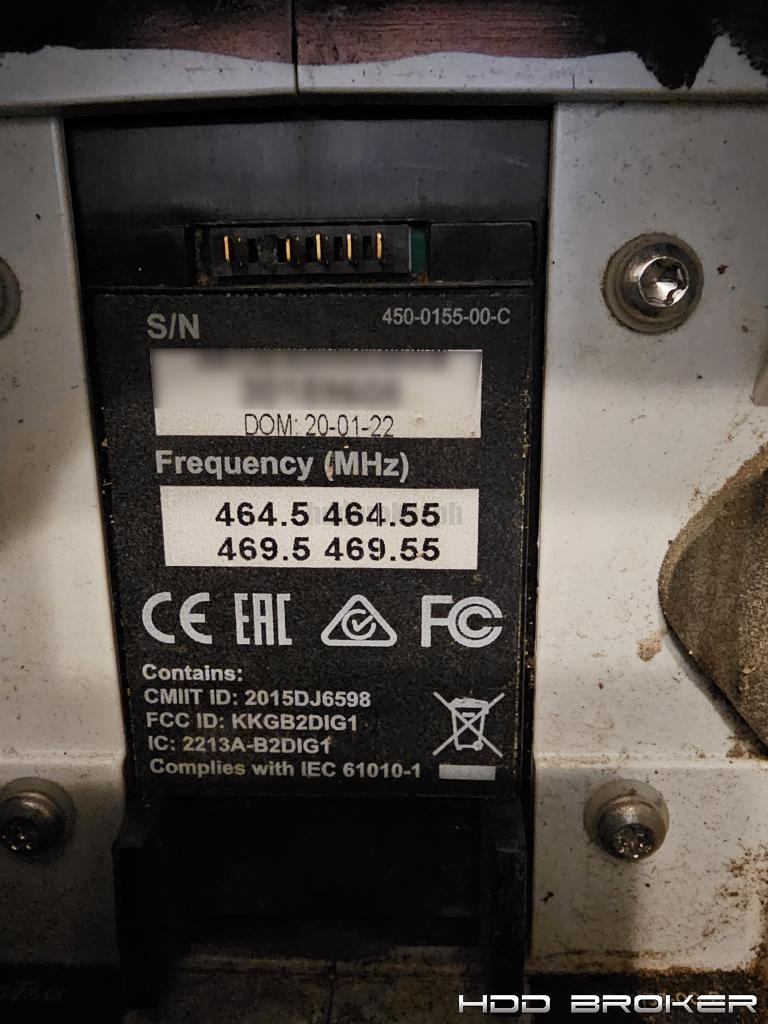 S/N
450-0155-00-C
DOM: 20-01-22
Frequency (MHz)
464.5 464.55
469.5 469.55
CE EAC FC
Contains:
CMIIT ID: 2015DJ6598
FCC ID: KKGB2DIG1
IC: 2213A-B2DIG1
Complies with IEC 61010-1
HDD BROKER